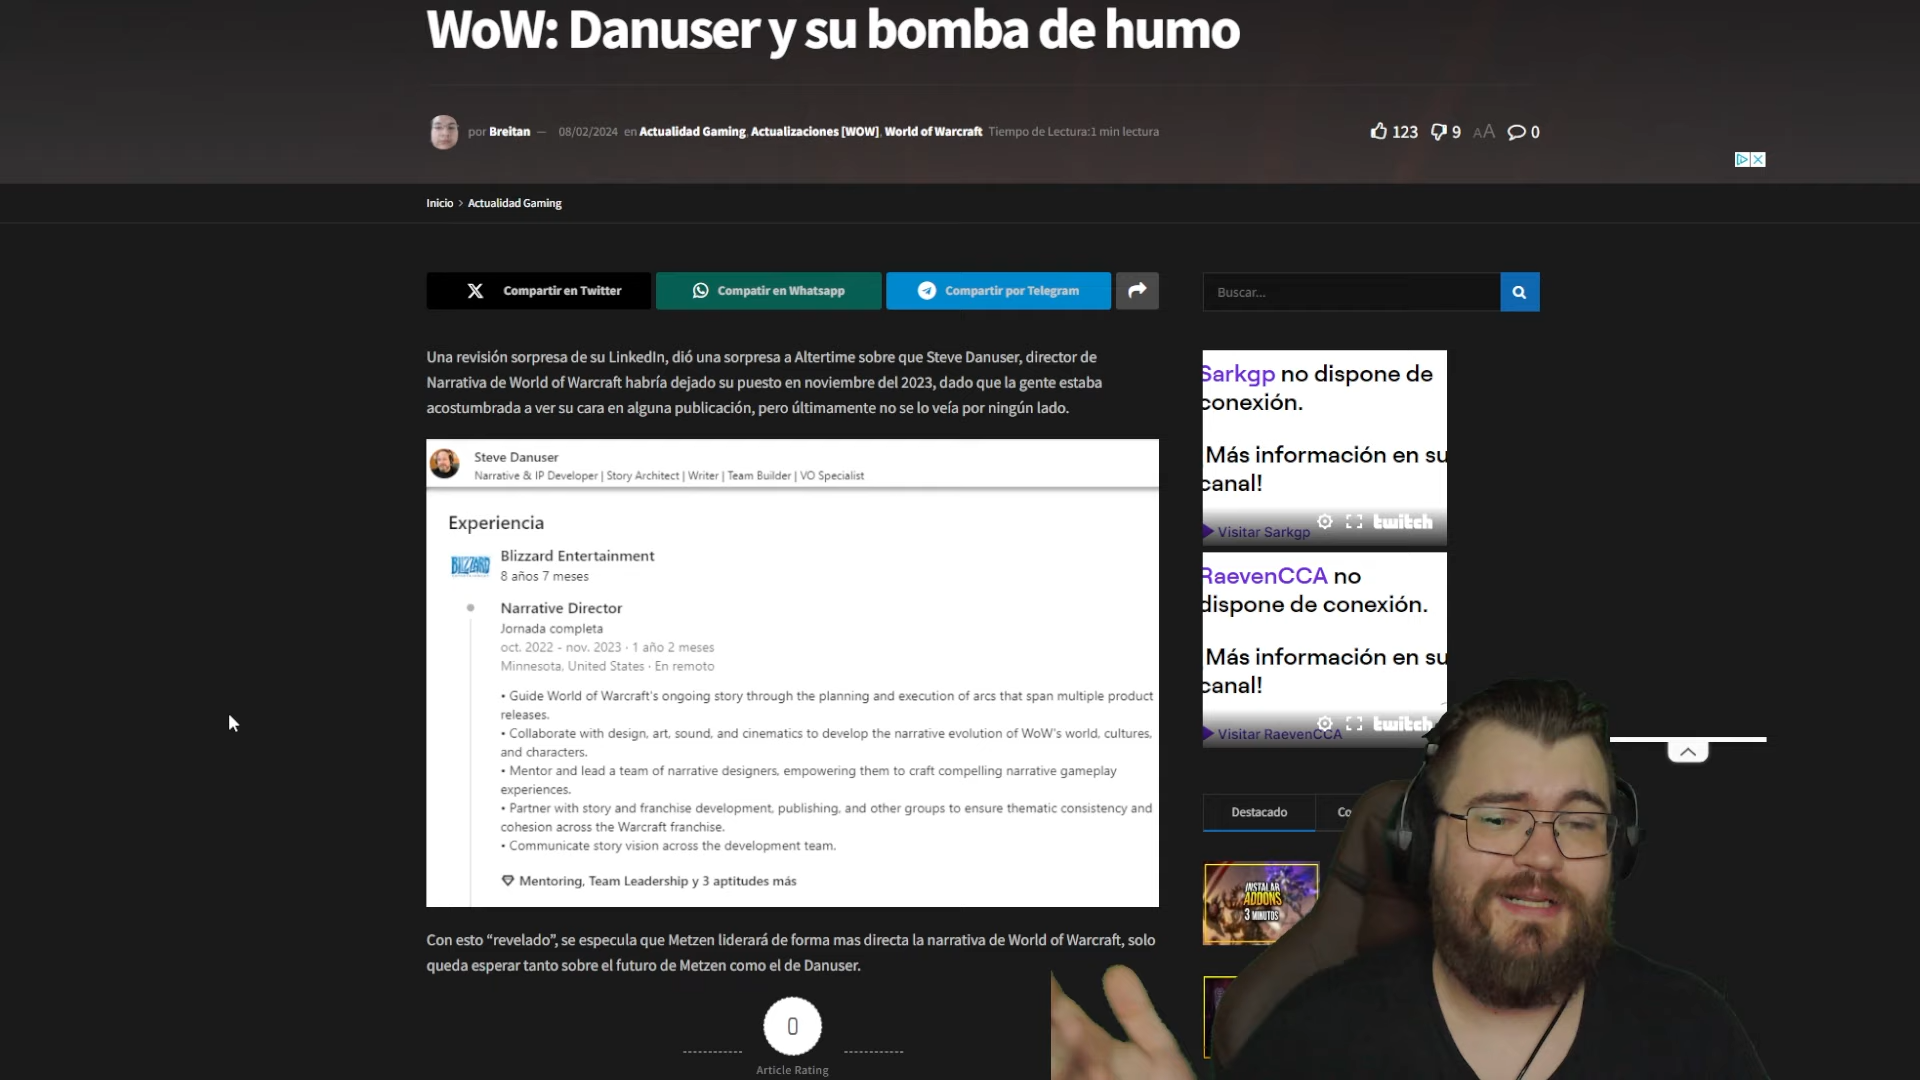 WoW: Danuser y su bomba de humo
por Breitan — 08/02/2024 en Actualidad Gaming, Actualizaciones [WOW], World of Warcraft Tiempo de Lectura:1 min lectura
123 9 AA 0
Inicio > Actualidad Gaming
Compartir en Twitter
Compatir en Whatsapp
Compartir por Telegram
Buscar...
Una revisión sorpresa de su LinkedIn, dió una sorpresa a Altertime sobre que Steve Danuser, director de
Narrativa de World of Warcraft habría dejado su puesto en noviembre del 2023, dado que la gente estaba
acostumbrada a ver su cara en alguna publicación, pero últimamente no se lo veía por ningún lado.
Steve Danuser
Narrative & IP Developer | Story Architect | Writer | Team Builder | VO Specialist
Experiencia
BLIZZARD
Blizzard Entertainment
8 años 7 meses
Narrative Director
Jornada completa
oct. 2022 - nov. 2023 · 1 año 2 meses
Minnesota, United States · En remoto
• Guide World of Warcraft's ongoing story through the planning and execution of arcs that span multiple product
releases.
• Collaborate with design, art, sound, and cinematics to develop the narrative evolution of WoW's world, cultures,
and characters.
• Mentor and lead a team of narrative designers, empowering them to craft compelling narrative gameplay
experiences.
• Partner with story and franchise development, publishing, and other groups to ensure thematic consistency and
cohesion across the Warcraft franchise.
• Communicate story vision across the development team.
Mentoring, Team Leadership y 3 aptitudes más
Con esto “revelado”, se especula que Metzen liderará de forma mas directa la narrativa de World of Warcraft, solo
queda esperar tanto sobre el futuro de Metzen como el de Danuser.
0
Article Rating
Sarkgp no dispone de
conexión.
Más información en su
canal!
Visitar Sarkgp
twitch
RaevenCCA no
dispone de conexión.
Más información en su
canal!
Visitar RaevenCCA
twitch
Destacado
Co
INSTALAR
ADDONS
3 MINUTOS